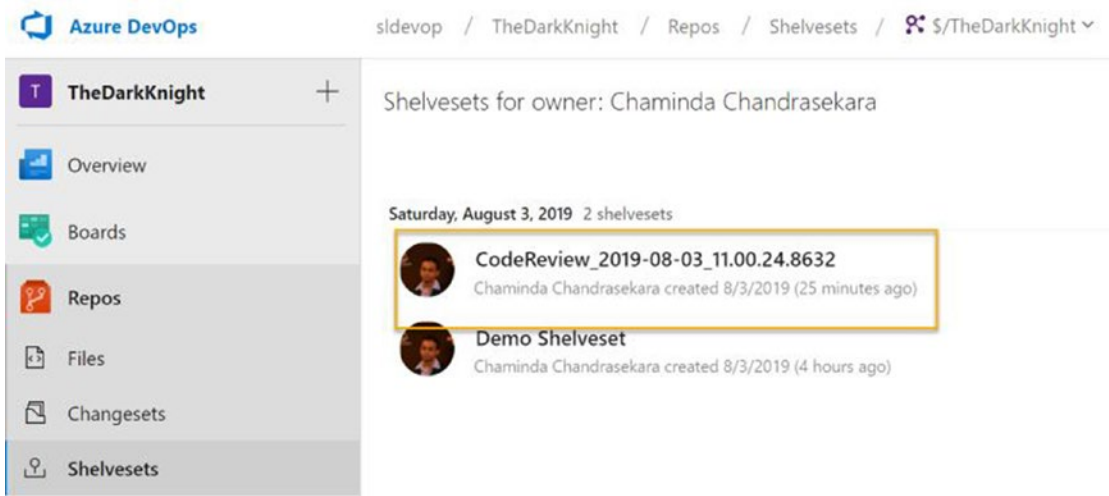 Azure DevOps
sldevop / TheDarkKnight / Repos / Shelvesets / $/TheDarkKnight
T TheDarkKnight
Shelvesets for owner: Chaminda Chandrasekara
Overview
Boards
Repos
Files
Changesets
Shelvesets
Saturday, August 3, 2019 2 shelvesets
CodeReview_2019-08-03_11.00.24.8632
Chaminda Chandrasekara created 8/3/2019 (25 minutes ago)
Demo Shelveset
Chaminda Chandrasekara created 8/3/2019 (4 hours ago)